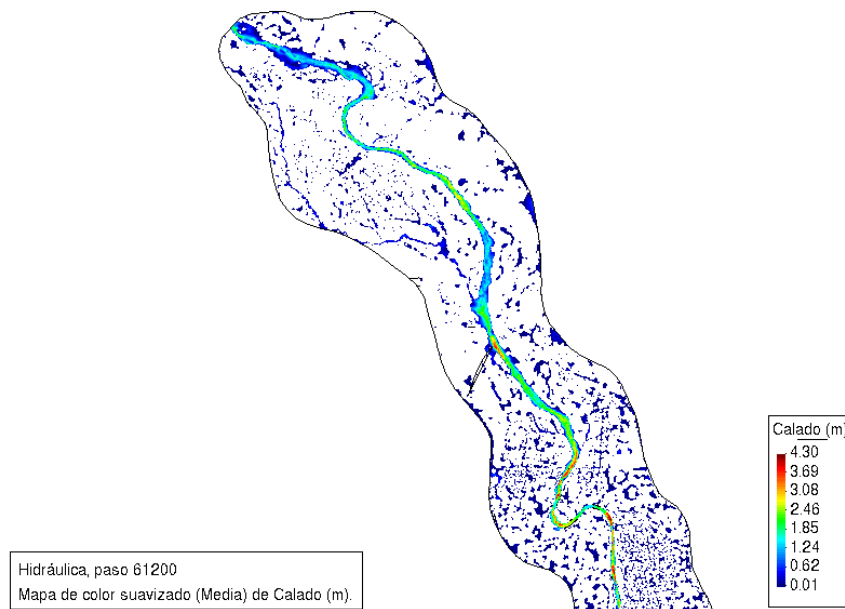 Calado (m)
4.30
3.69
3.08
2.46
1.85
1.24
0.62
0.01
Hidráulica, paso 61200
Mapa de color suavizado (Media) de Calado (m).